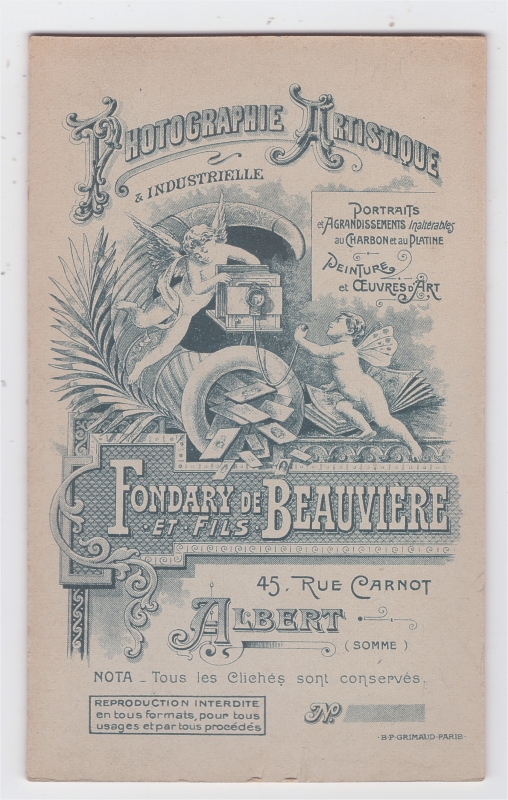 PHOTOGRAPHIE ARTISTIQUE
& INDUSTRIELLE
PORTRAITS
et AGRANDISSEMENTS Inaltérables
au CHARBON et au PLATINE
PEINTURE
et ŒUVRES D'ART
FONDARY DE BEAUVIÈRE
·ET·FILS
45, RUE CARNOT
ALBERT
(SOMME)
NOTA _ Tous les Clichés sont conservés.
REPRODUCTION INTERDITE
en tous formats, pour tous
usages et par tous procédés
No
·B·P·GRIMAUD·PARIS·